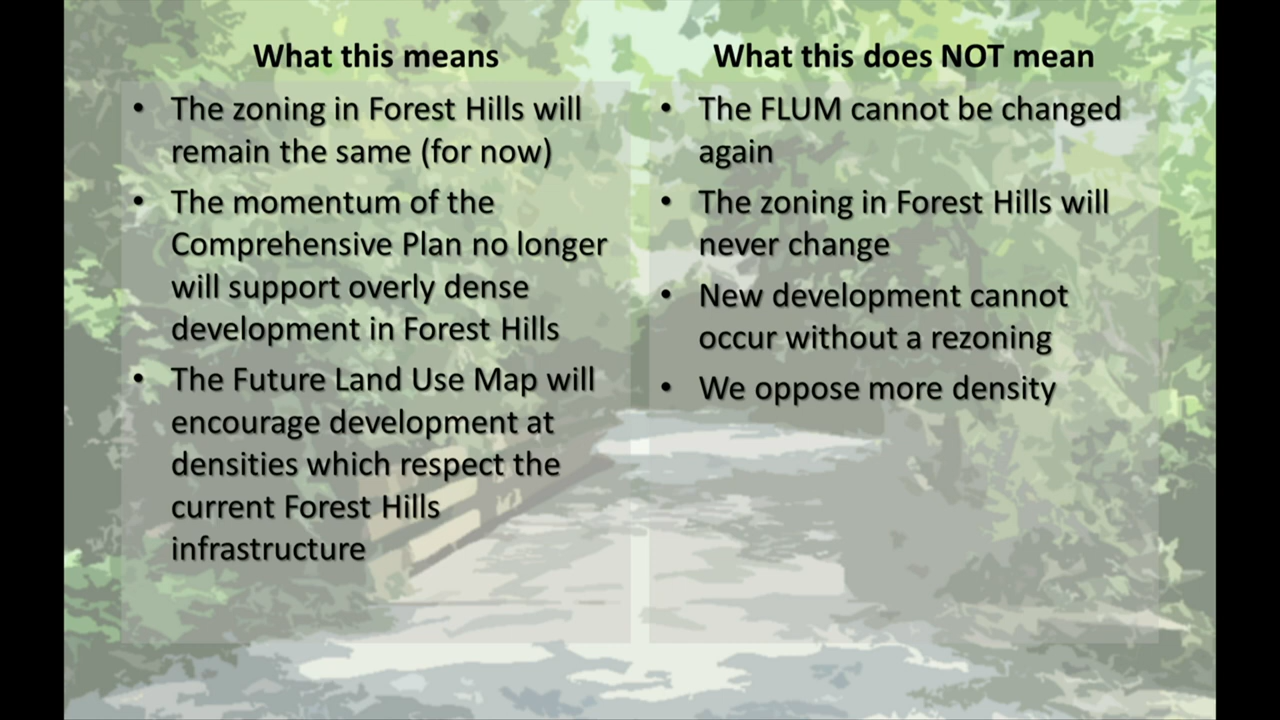 What this means
• The zoning in Forest Hills will
remain the same (for now)
• The momentum of the
Comprehensive Plan no longer
will support overly dense
development in Forest Hills
• The Future Land Use Map will
encourage development at
densities which respect the
current Forest Hills
infrastructure
What this does NOT mean
• The FLUM cannot be changed
again
• The zoning in Forest Hills will
never change
• New development cannot
occur without a rezoning
• We oppose more density